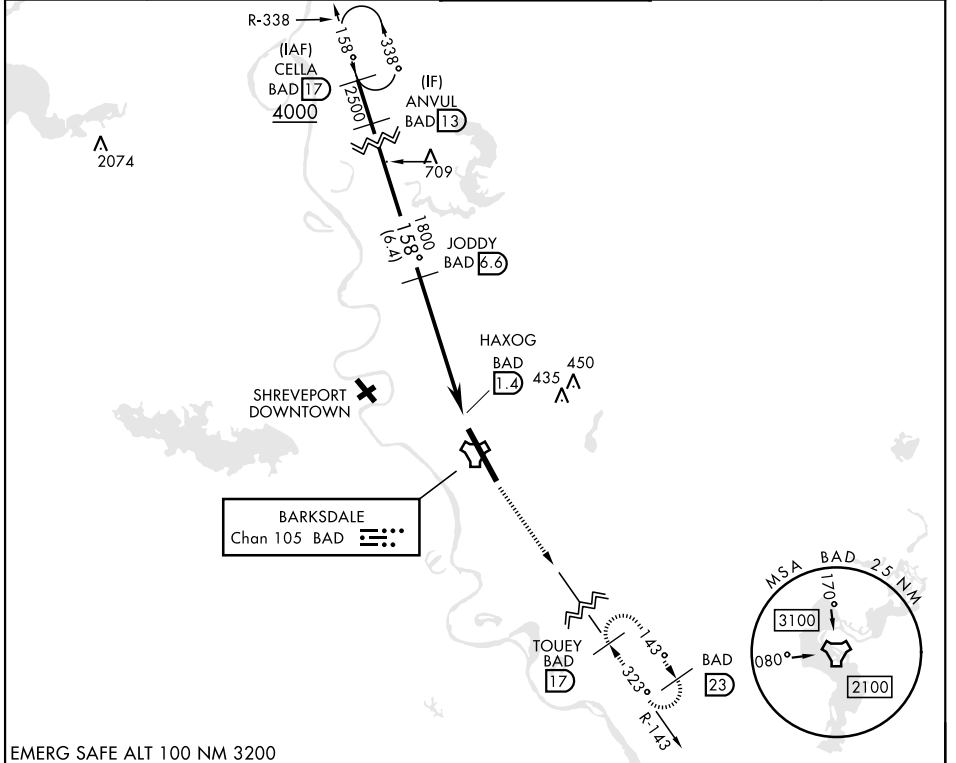 R-338
158°
338°
(IAF)
CELLA
BAD 17
4000
2500
(IF)
ANVUL
BAD 13
2074
709
1800
158°
(6.4)
JODDY
BAD 6.6
HAXOG
BAD
1.4
435
450
SHREVEPORT
DOWNTOWN
BARKSDALE
Chan 105 BAD
TOUEY
BAD
17
143°
323°
BAD
23
R-143
MSA BAD 25 NM
170°
3100
080°
2100
EMERG SAFE ALT 100 NM 3200